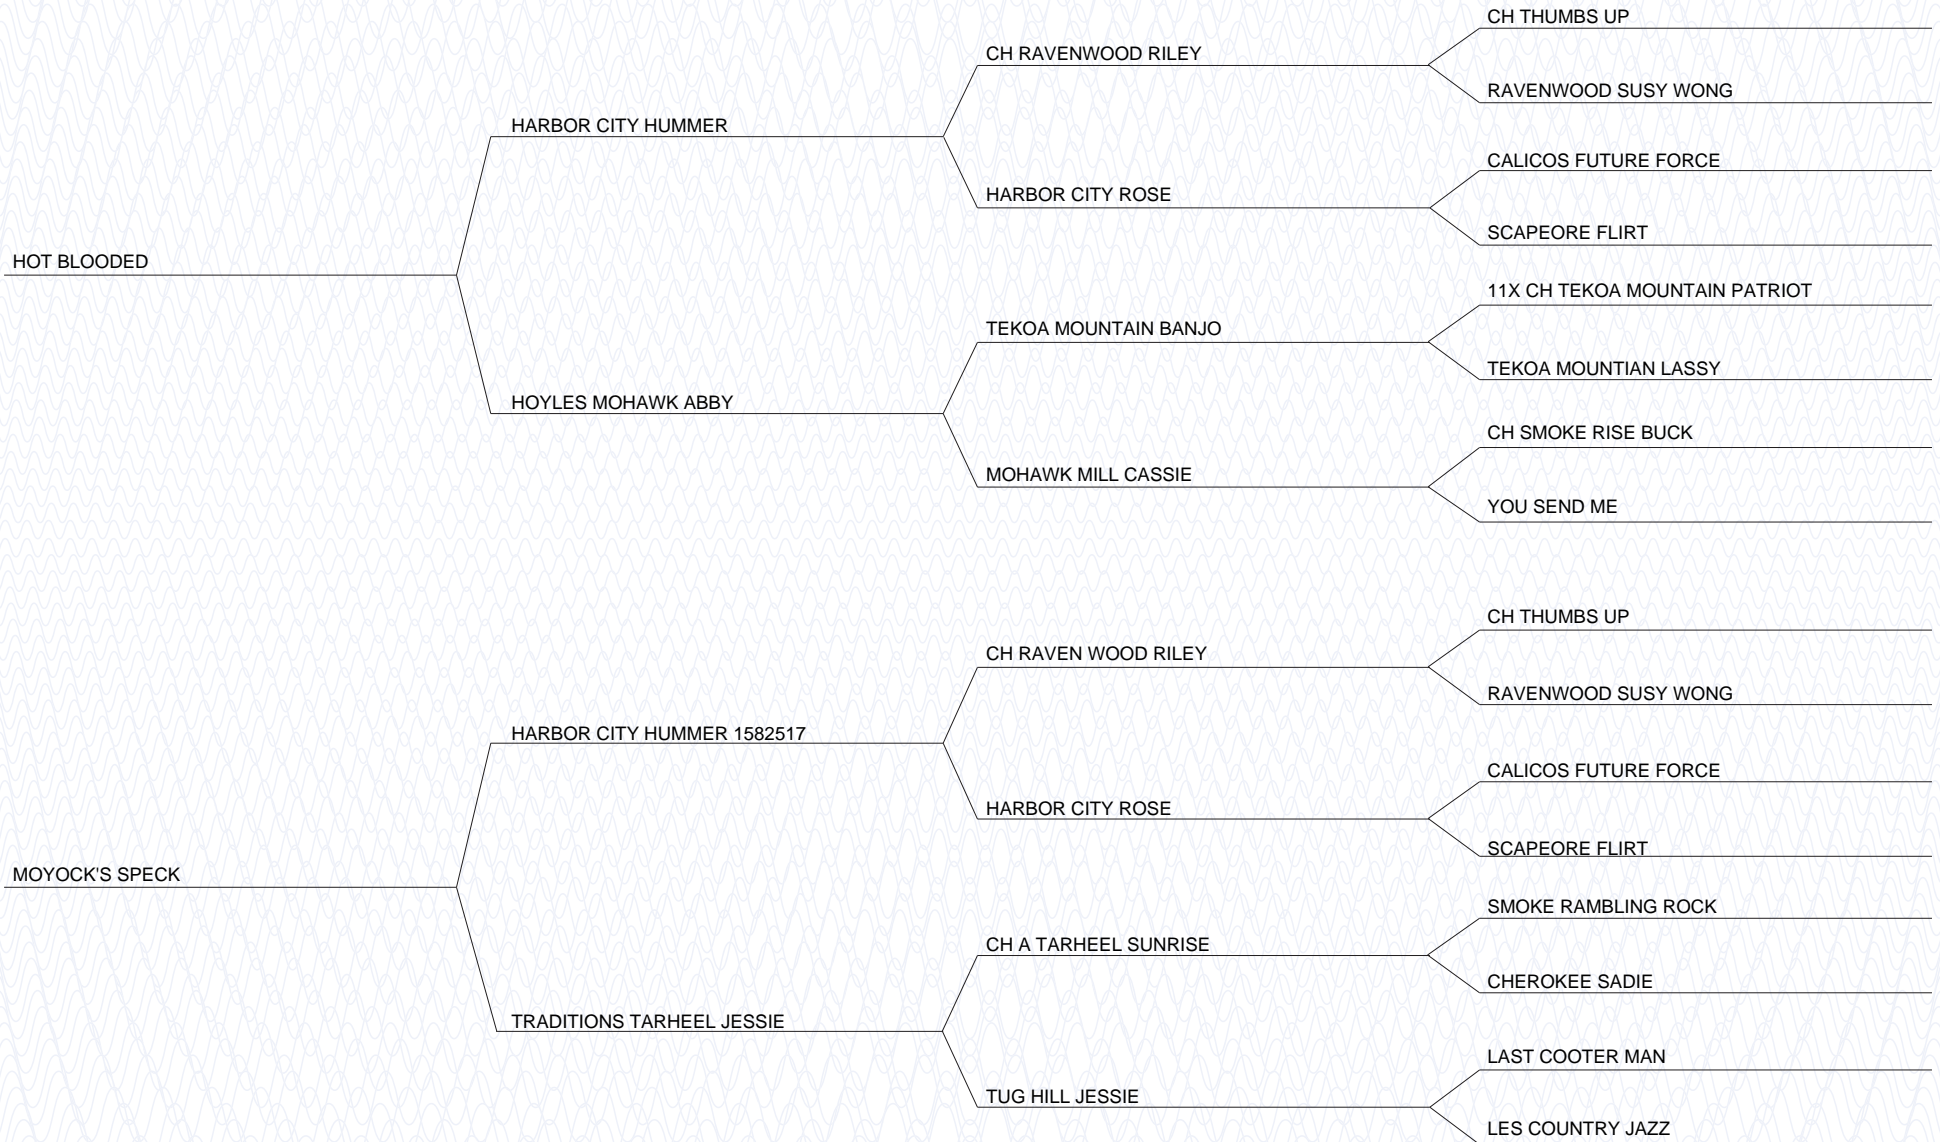 CH THUMBS UP
CH RAVENWOOD RILEY
RAVENWOOD SUSY WONG
HARBOR CITY HUMMER
CALICOS FUTURE FORCE
HARBOR CITY ROSE
SCAPEORE FLIRT
HOT BLOODED
11X CH TEKOA MOUNTAIN PATRIOT
TEKOA MOUNTAIN BANJO
TEKOA MOUNTIAN LASSY
HOYLES MOHAWK ABBY
CH SMOKE RISE BUCK
MOHAWK MILL CASSIE
YOU SEND ME
CH THUMBS UP
CH RAVEN WOOD RILEY
RAVENWOOD SUSY WONG
HARBOR CITY HUMMER 1582517
CALICOS FUTURE FORCE
HARBOR CITY ROSE
SCAPEORE FLIRT
MOYOCK'S SPECK
SMOKE RAMBLING ROCK
CH A TARHEEL SUNRISE
CHEROKEE SADIE
TRADITIONS TARHEEL JESSIE
LAST COOTER MAN
TUG HILL JESSIE
LES COUNTRY JAZZ